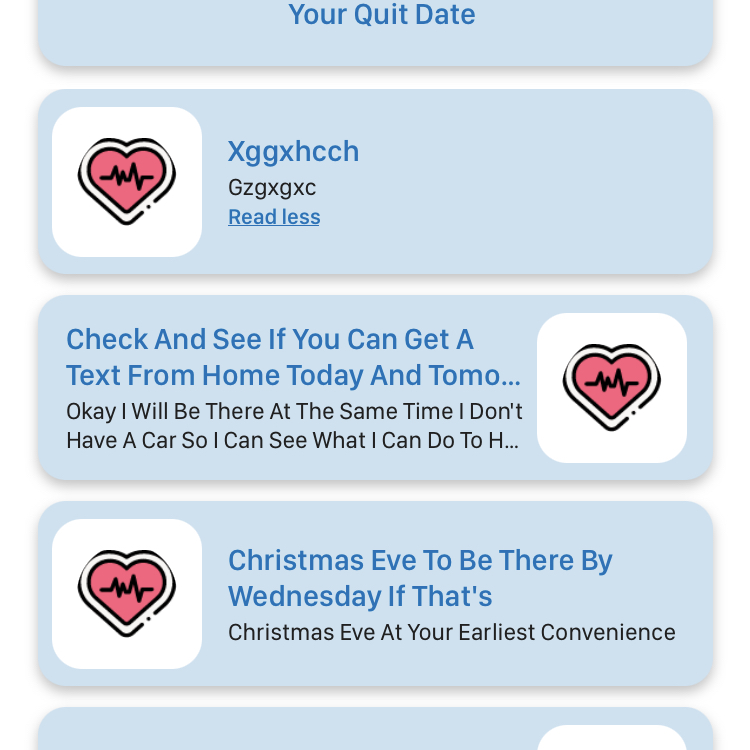 Your Quit Date
Xggxhcch
Gzgxgxc
Read less
Check And See If You Can Get A
Text From Home Today And Tomo...
Okay I Will Be There At The Same Time I Don't
Have A Car So I Can See What I Can Do To H...
Christmas Eve To Be There By
Wednesday If That's
Christmas Eve At Your Earliest Convenience